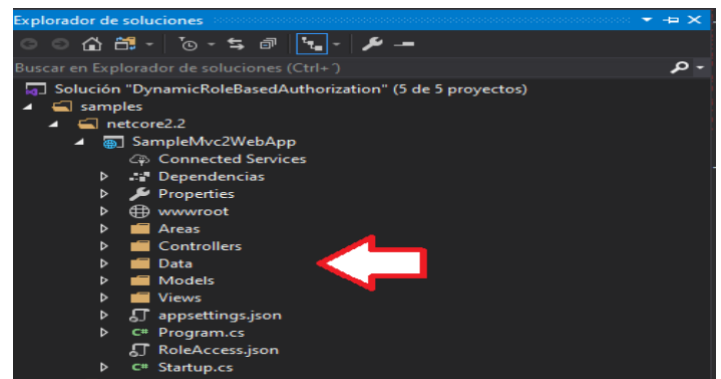 Explorador de soluciones
Buscar en Explorador de soluciones (Ctrl+´)
Solución "DynamicRoleBasedAuthorization" (5 de 5 proyectos)
samples
netcore2.2
SampleMvc2WebApp
Connected Services
Dependencias
Properties
wwwroot
Areas
Controllers
Data
Models
Views
appsettings.json
C# Program.cs
RoleAccess.json
C# Startup.cs